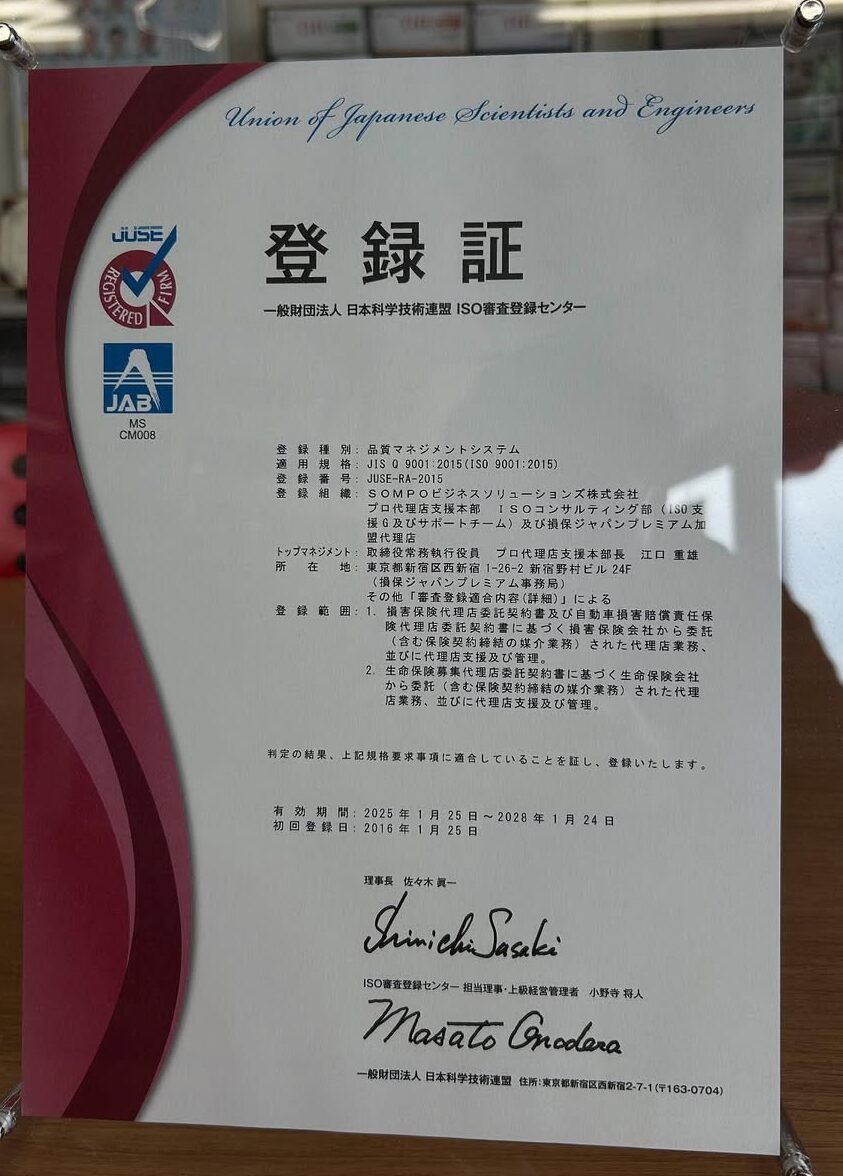 Union of Japanese Scientists and Engineers
JUSE
REGISTERED FIRM
登録証
一般財団法人 日本科学技術連盟 ISO審査登録センター
JAB
MS
CM008
登録種別：品質マネジメントシステム
適用規格：JIS Q 9001:2015(ISO 9001:2015)
登録番号：JUSE-RA-2015
登録組織：ＳＯＭＰＯビジネスソリューションズ株式会社
プロ代理店支援本部　ＩＳＯコンサルティング部（ISO支
援Ｇ及びサポートチーム）及び損保ジャパンプレミアム加
盟代理店
トップマネジメント：取締役常務執行役員　プロ代理店支援本部長　江口 重雄
所在地：東京都新宿区西新宿 1-26-2 新宿野村ビル 24F
（損保ジャパンプレミアム事務局）
その他「審査登録適合内容(詳細)」による
登録範囲：1. 損害保険代理店委託契約書及び自動車損害賠償責任保
険代理店委託契約書に基づく損害保険会社から委託
（含む保険契約締結の媒介業務）された代理店業務、
並びに代理店支援及び管理。
2. 生命保険募集代理店委託契約書に基づく生命保険会社
から委託（含む保険契約締結の媒介業務）された代理
店業務、並びに代理店支援及び管理。
判定の結果、上記規格要求事項に適合していることを証し、登録いたします。
有効期間：2025年1月25日～2028年1月24日
初回登録日：2016年1月25日
理事長　佐々木 眞一
Shinichi Sasaki
ISO審査登録センター 担当理事・上級経営管理者　小野寺 将人
Masato Onodera
一般財団法人 日本科学技術連盟　住所：東京都新宿区西新宿2-7-1(〒163-0704)